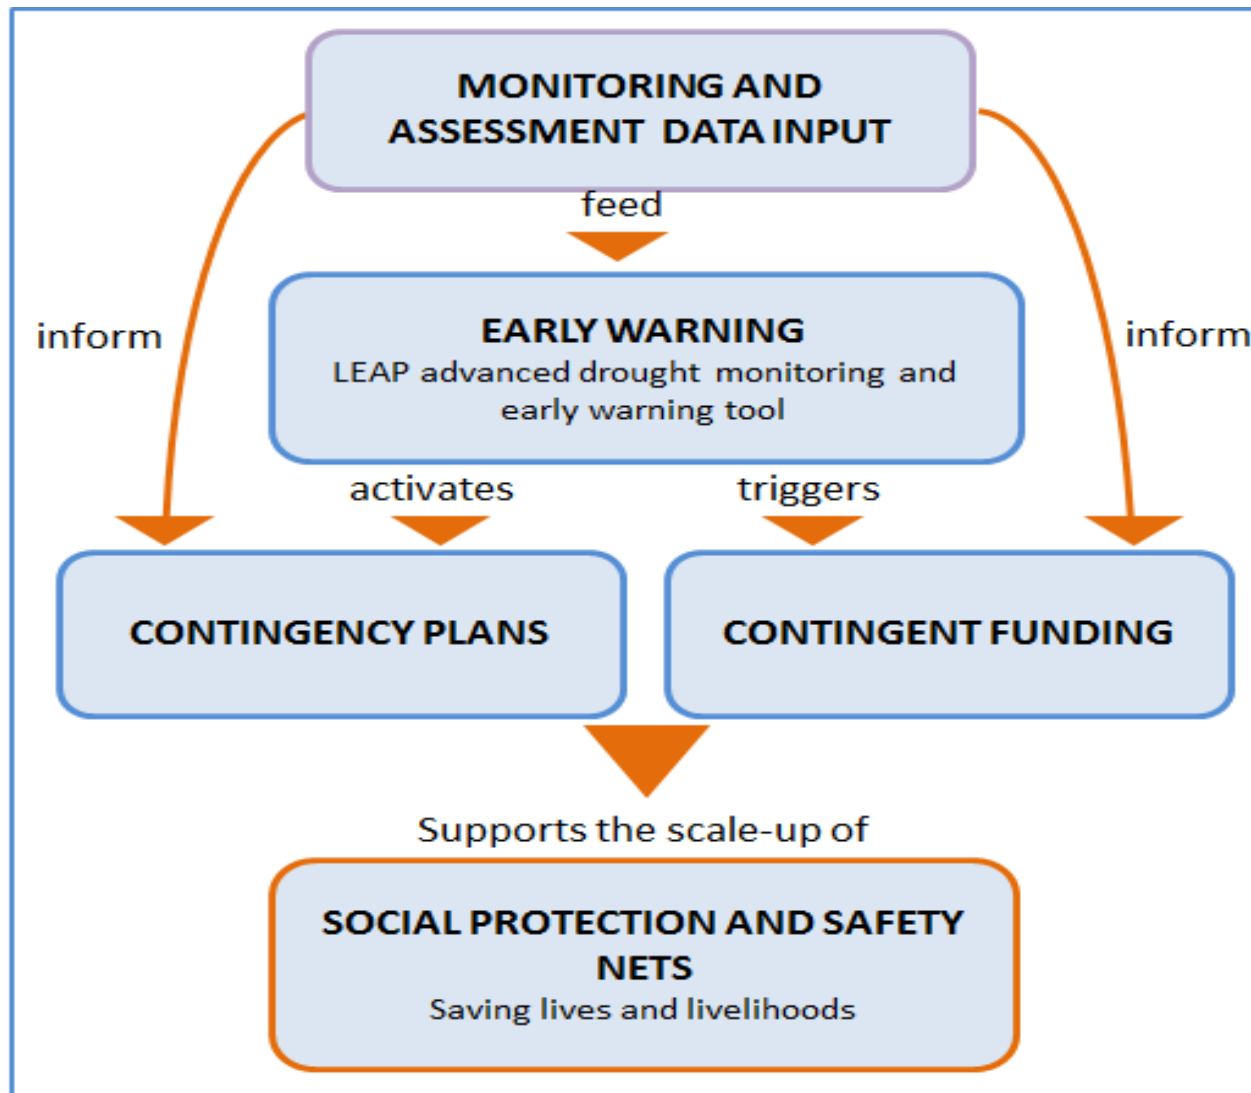 MONITORING AND
ASSESSMENT DATA INPUT
feed
inform
inform
EARLY WARNING
LEAP advanced drought monitoring and
early warning tool
activates
triggers
CONTINGENCY PLANS
CONTINGENT FUNDING
Supports the scale-up of
SOCIAL PROTECTION AND SAFETY
NETS
Saving lives and livelihoods